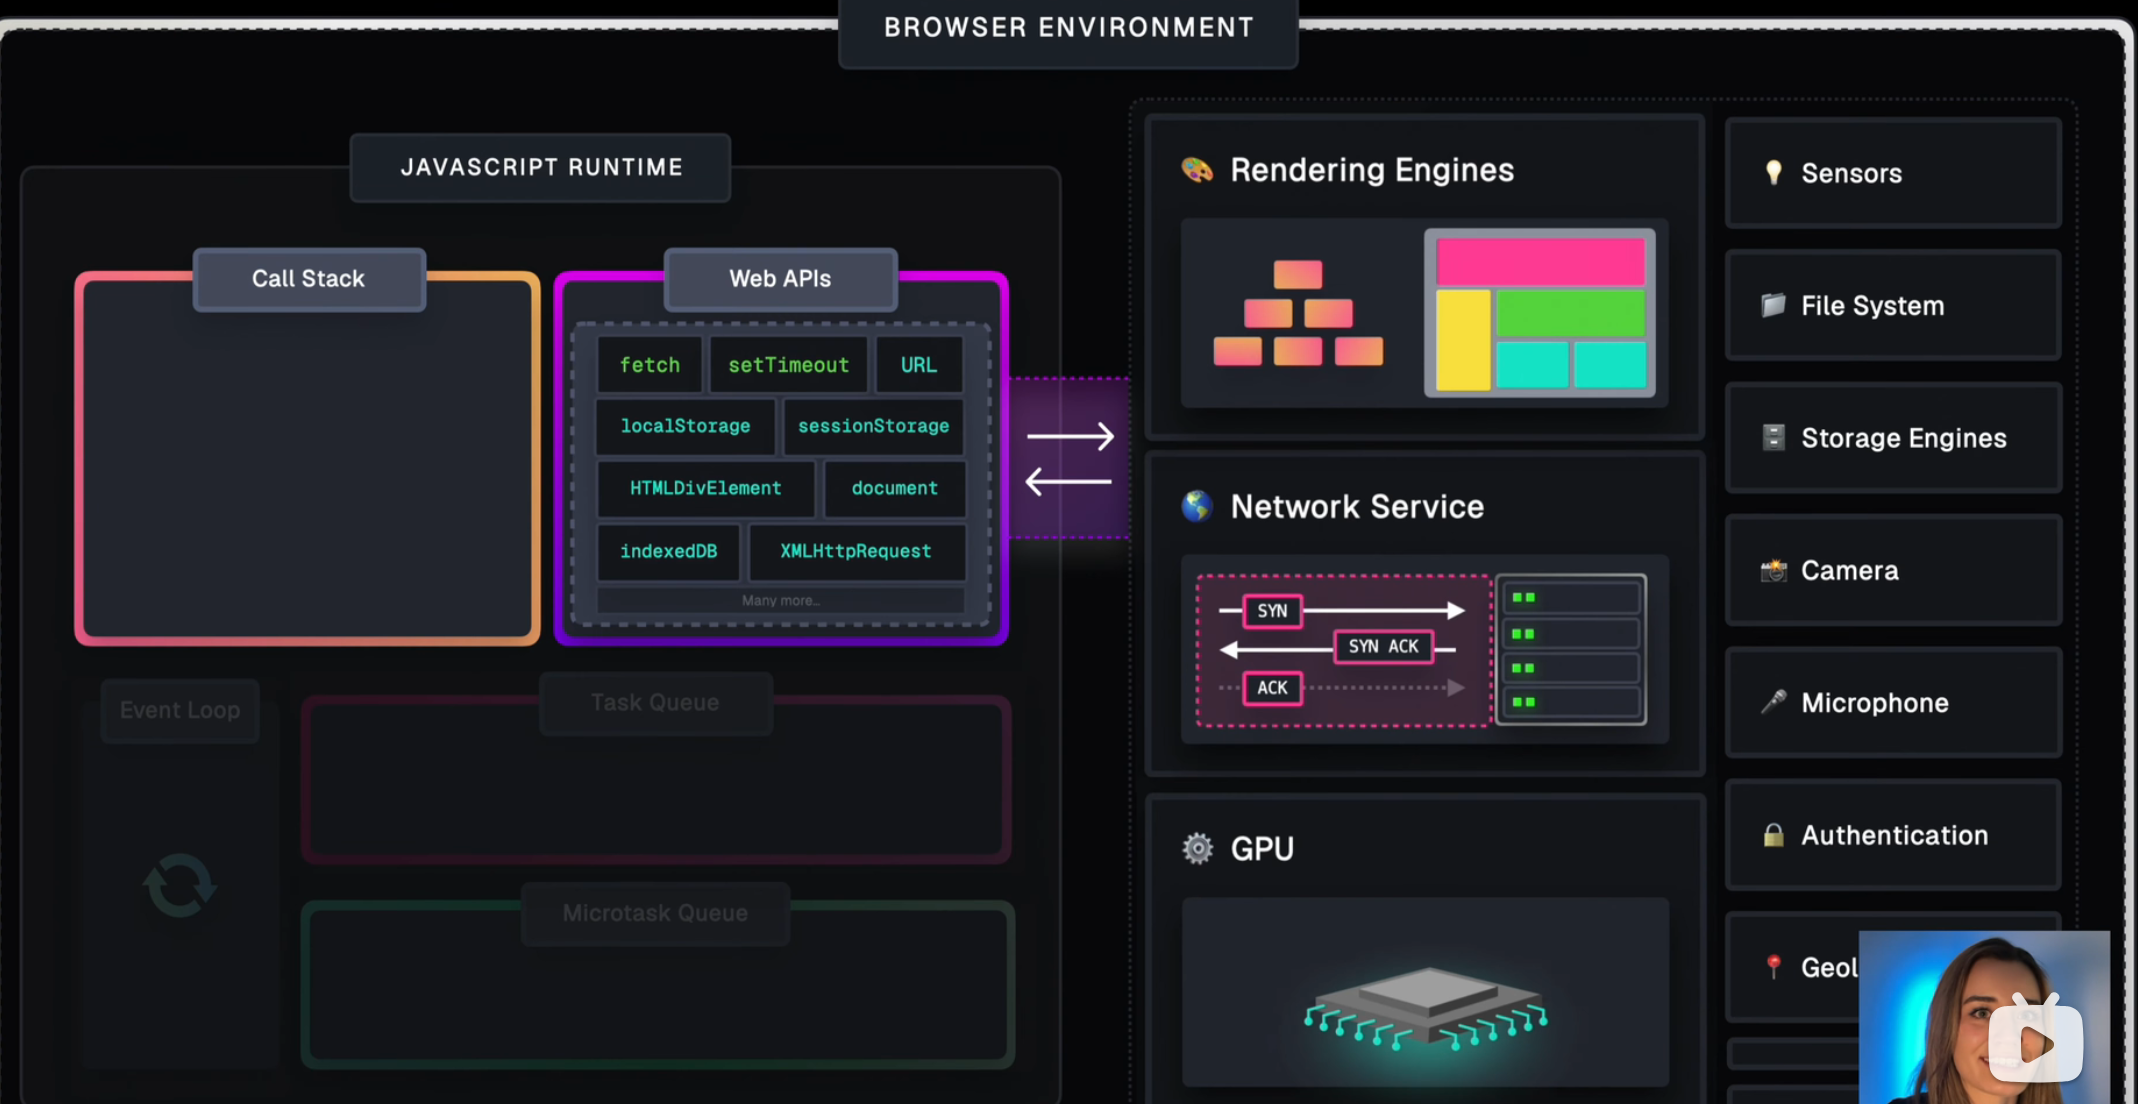 BROWSER ENVIRONMENT
JAVASCRIPT RUNTIME
Call Stack
Web APIs
fetch
setTimeout
URL
localStorage
sessionStorage
HTMLDivElement
document
indexedDB
XMLHttpRequest
Many more...
Event Loop
Task Queue
Microtask Queue
Rendering Engines
Network Service
SYN
SYN ACK
ACK
GPU
Sensors
File System
Storage Engines
Camera
Microphone
Authentication
Geol